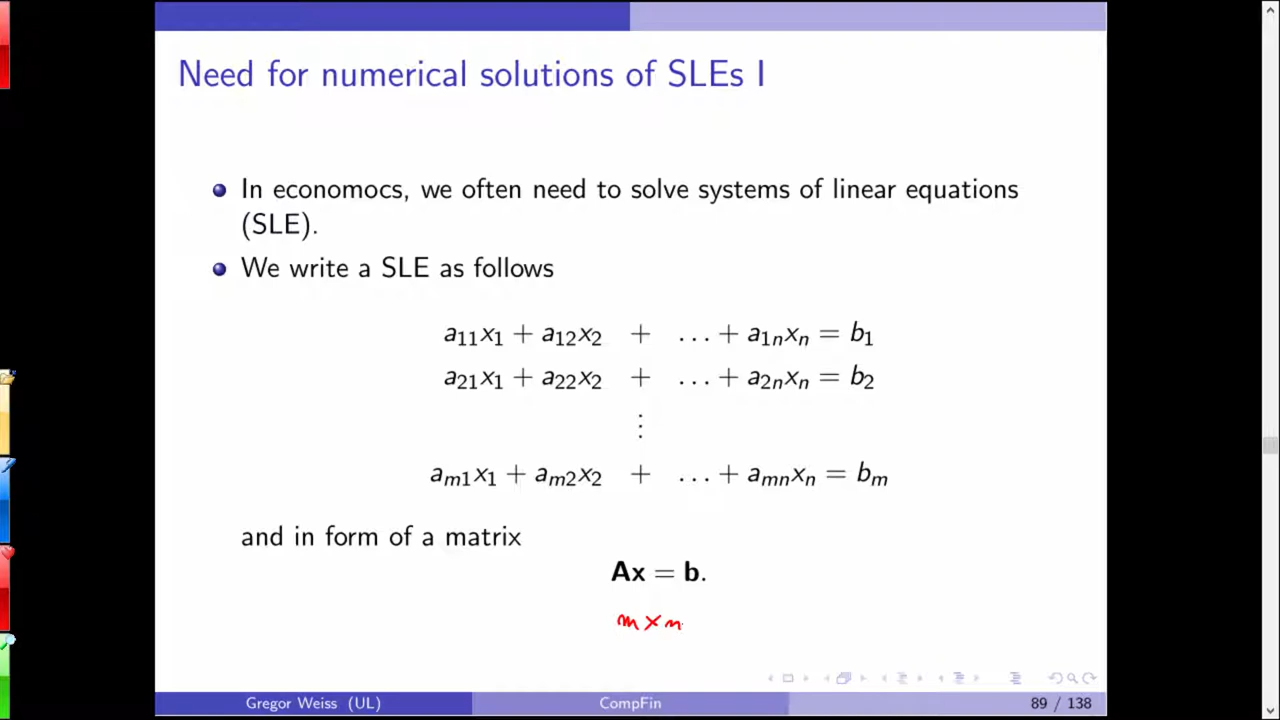 Need for numerical solutions of SLEs I
In economocs, we often need to solve systems of linear equations
(SLE).
We write a SLE as follows
a₁₁x₁ + a₁₂x₂ + … + a₁ₙxₙ = b₁
a₂₁x₁ + a₂₂x₂ + … + a₂ₙxₙ = b₂
⋮
aₘ₁x₁ + aₘ₂x₂ + … + aₘₙxₙ = bₘ
and in form of a matrix
Ax = b.
m × n
Gregor Weiss (UL) CompFin 89 / 138